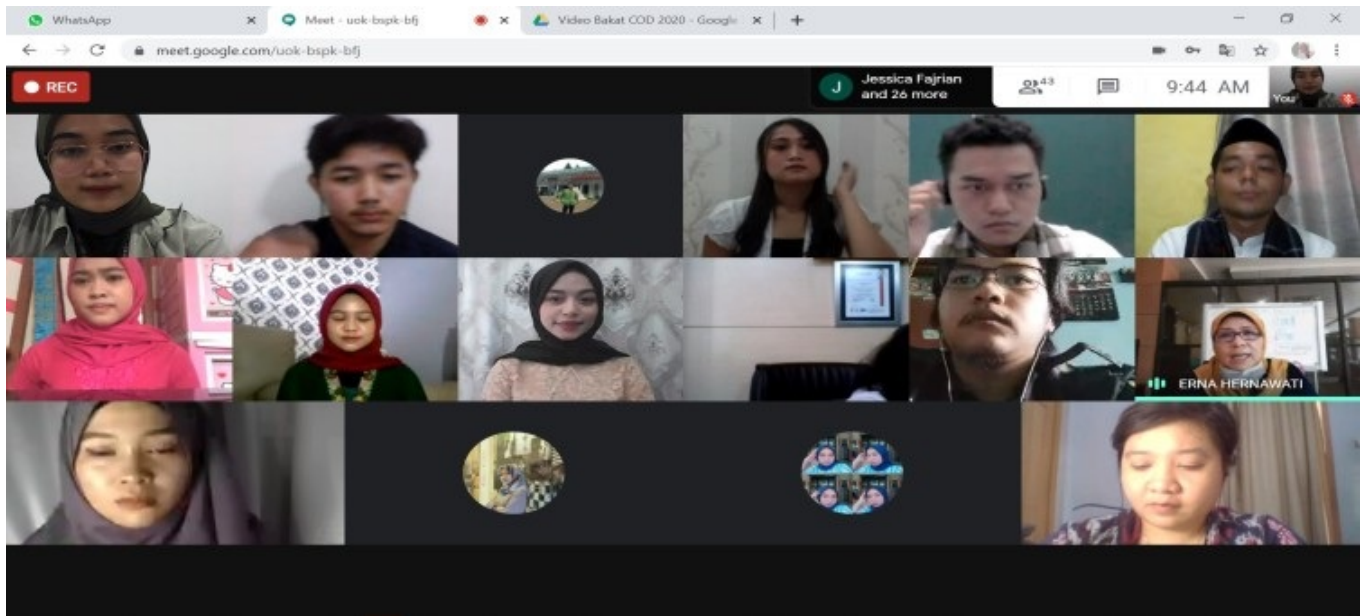 WhatsApp
Meet - uok-bspk-bfj
Video Bakat COD 2020 - Google
meet.google.com/uok-bspk-bfj
REC
J
Jessica Fajrian
and 26 more
43
9:44 AM
You
ERNA HERNAWATI